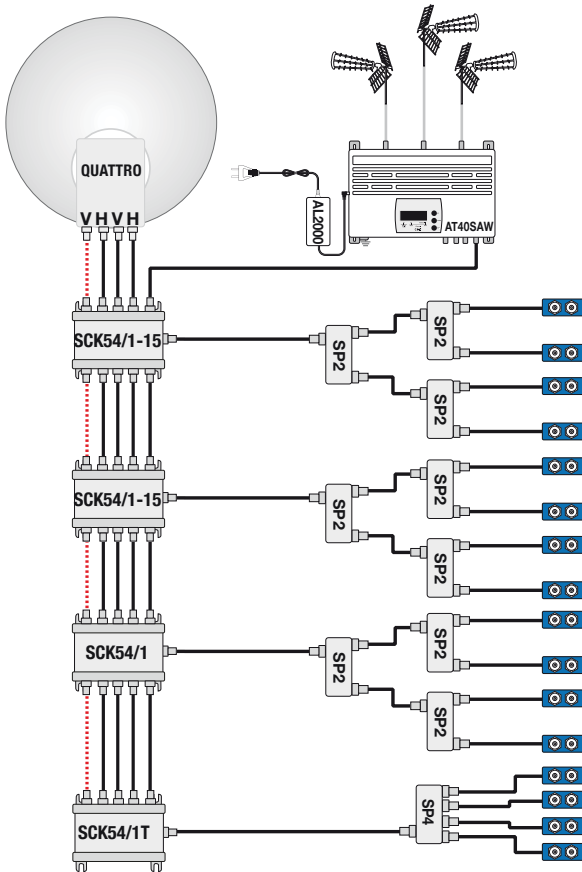 QUATTRO
V H V H
AL2000
AT40SAW
SCK54/1-15
SP2
SP2
SP2
SCK54/1-15
SP2
SP2
SP2
SCK54/1
SP2
SP2
SP2
SCK54/1T
SP4